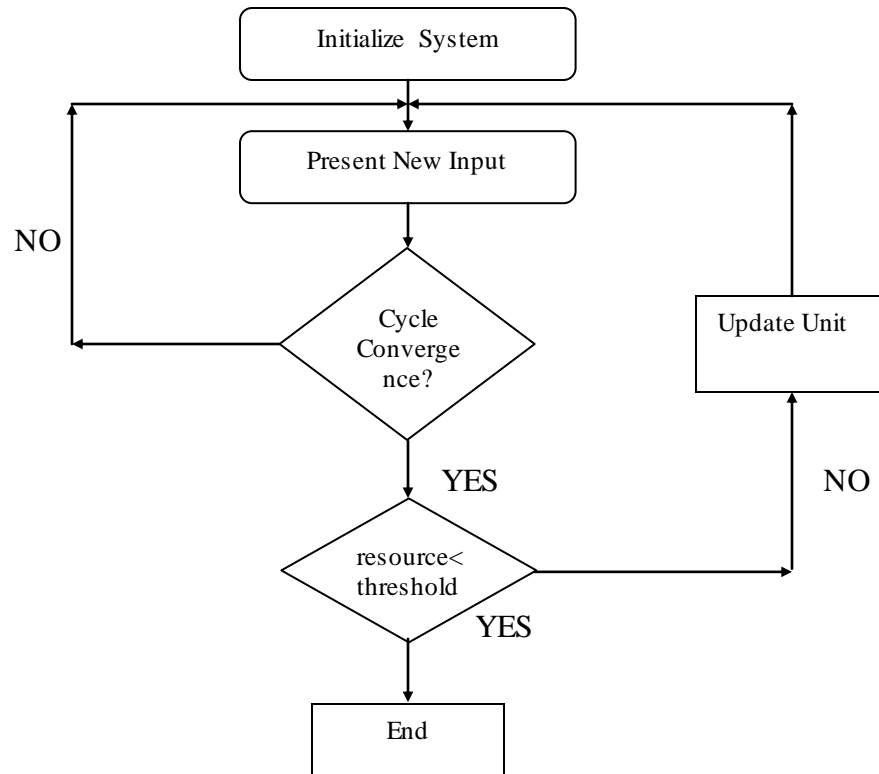 Initialize System
Present New Input
NO
Cycle
Converge
nce?
Update Unit
YES
NO
resource<
threshold
YES
End